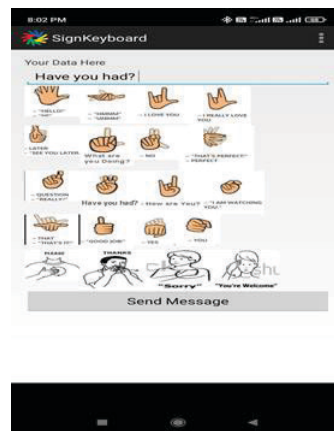 8:02 PM
SignKeyboard
Your Data Here
Have you had?
- "HELLO" - "HMMM" - I LOVE YOU - I REALLY LOVE
- "HI" "UHMM" YOU
- LATER What are - NO - "THAT'S PERFECT"
- "SEE YOU LATER. you Doing? - PERFECT
- QUESTION Have you had? - How are You? - "I AM WATCHING
- "REALLY?" YOU."
- THAT - "GOOD JOB" - YES - YOU
- "THAT'S IT"
PLEASE THANKS
"Sorry" "You're Welcome"
Send Message